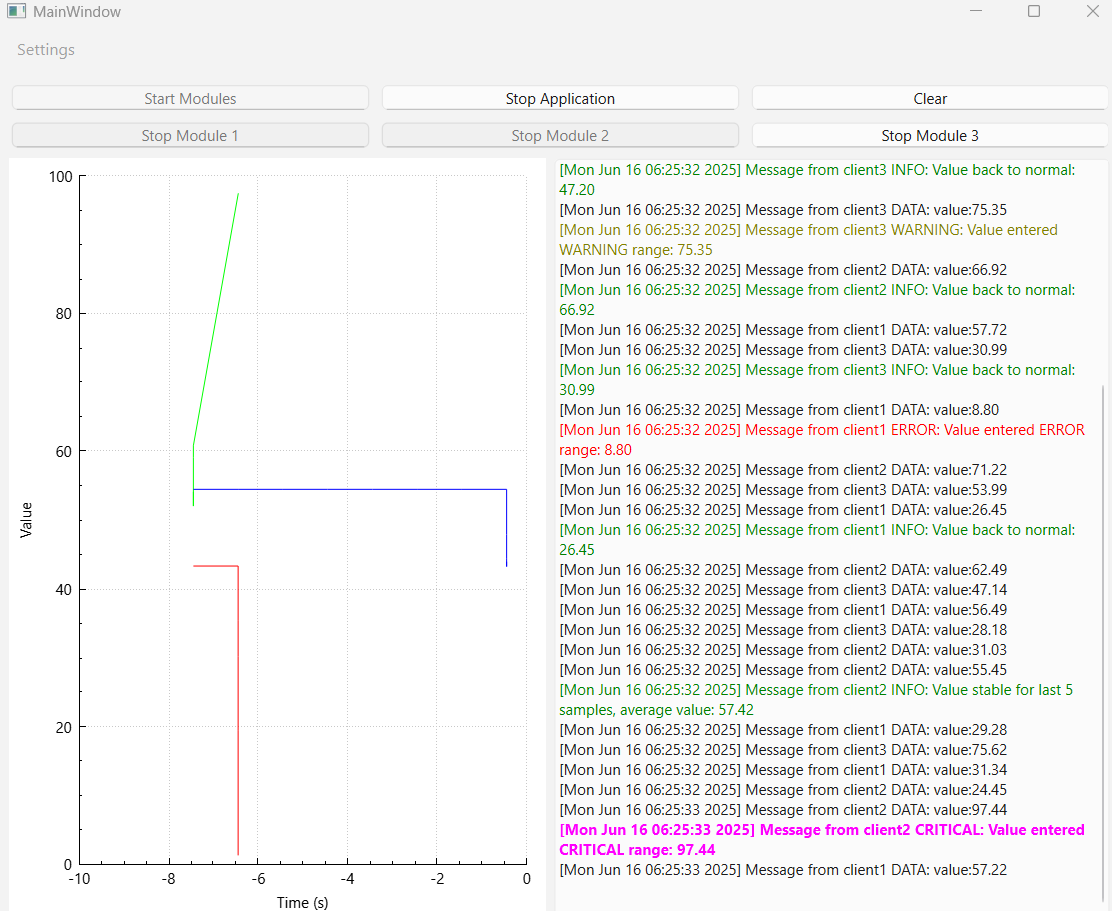 MainWindow
Settings
Start Modules
Stop Application
Clear
Stop Module 1
Stop Module 2
Stop Module 3
100
80
60
40
20
0
Value
-10
-8
-6
-4
-2
0
Time (s)
[Mon Jun 16 06:25:32 2025] Message from client3 INFO: Value back to normal:
47.20
[Mon Jun 16 06:25:32 2025] Message from client3 DATA: value:75.35
[Mon Jun 16 06:25:32 2025] Message from client3 WARNING: Value entered
WARNING range: 75.35
[Mon Jun 16 06:25:32 2025] Message from client2 DATA: value:66.92
[Mon Jun 16 06:25:32 2025] Message from client2 INFO: Value back to normal:
66.92
[Mon Jun 16 06:25:32 2025] Message from client1 DATA: value:57.72
[Mon Jun 16 06:25:32 2025] Message from client3 DATA: value:30.99
[Mon Jun 16 06:25:32 2025] Message from client3 INFO: Value back to normal:
30.99
[Mon Jun 16 06:25:32 2025] Message from client1 DATA: value:8.80
[Mon Jun 16 06:25:32 2025] Message from client1 ERROR: Value entered ERROR
range: 8.80
[Mon Jun 16 06:25:32 2025] Message from client2 DATA: value:71.22
[Mon Jun 16 06:25:32 2025] Message from client3 DATA: value:53.99
[Mon Jun 16 06:25:32 2025] Message from client1 DATA: value:26.45
[Mon Jun 16 06:25:32 2025] Message from client1 INFO: Value back to normal:
26.45
[Mon Jun 16 06:25:32 2025] Message from client2 DATA: value:62.49
[Mon Jun 16 06:25:32 2025] Message from client3 DATA: value:47.14
[Mon Jun 16 06:25:32 2025] Message from client1 DATA: value:56.49
[Mon Jun 16 06:25:32 2025] Message from client3 DATA: value:28.18
[Mon Jun 16 06:25:32 2025] Message from client2 DATA: value:31.03
[Mon Jun 16 06:25:32 2025] Message from client2 DATA: value:55.45
[Mon Jun 16 06:25:32 2025] Message from client2 INFO: Value stable for last 5
samples, average value: 57.42
[Mon Jun 16 06:25:32 2025] Message from client1 DATA: value:29.28
[Mon Jun 16 06:25:32 2025] Message from client3 DATA: value:75.62
[Mon Jun 16 06:25:32 2025] Message from client1 DATA: value:31.34
[Mon Jun 16 06:25:32 2025] Message from client2 DATA: value:24.45
[Mon Jun 16 06:25:33 2025] Message from client2 DATA: value:97.44
[Mon Jun 16 06:25:33 2025] Message from client2 CRITICAL: Value entered
CRITICAL range: 97.44
[Mon Jun 16 06:25:33 2025] Message from client1 DATA: value:57.22